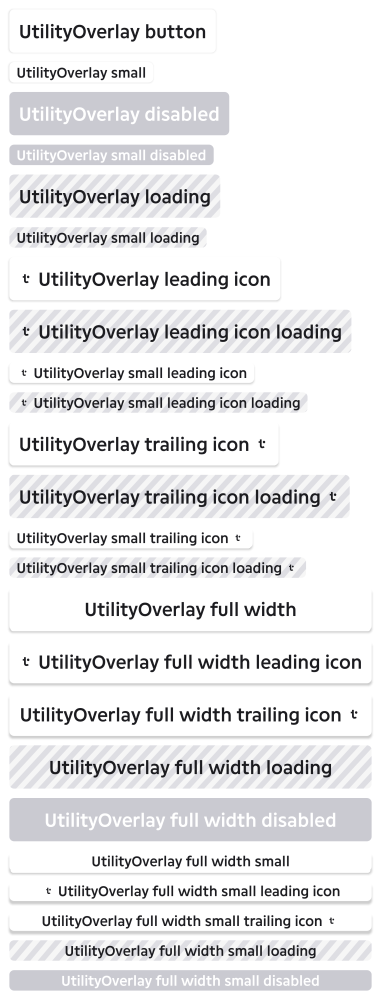 UtilityOverlay button
UtilityOverlay small
UtilityOverlay disabled
UtilityOverlay small disabled
UtilityOverlay loading
UtilityOverlay small loading
t UtilityOverlay leading icon
t UtilityOverlay leading icon loading
t UtilityOverlay small leading icon
t UtilityOverlay small leading icon loading
UtilityOverlay trailing icon t
UtilityOverlay trailing icon loading t
UtilityOverlay small trailing icon t
UtilityOverlay small trailing icon loading t
UtilityOverlay full width
t UtilityOverlay full width leading icon
UtilityOverlay full width trailing icon t
UtilityOverlay full width loading
UtilityOverlay full width disabled
UtilityOverlay full width small
t UtilityOverlay full width small leading icon
UtilityOverlay full width small trailing icon t
UtilityOverlay full width small loading
UtilityOverlay full width small disabled